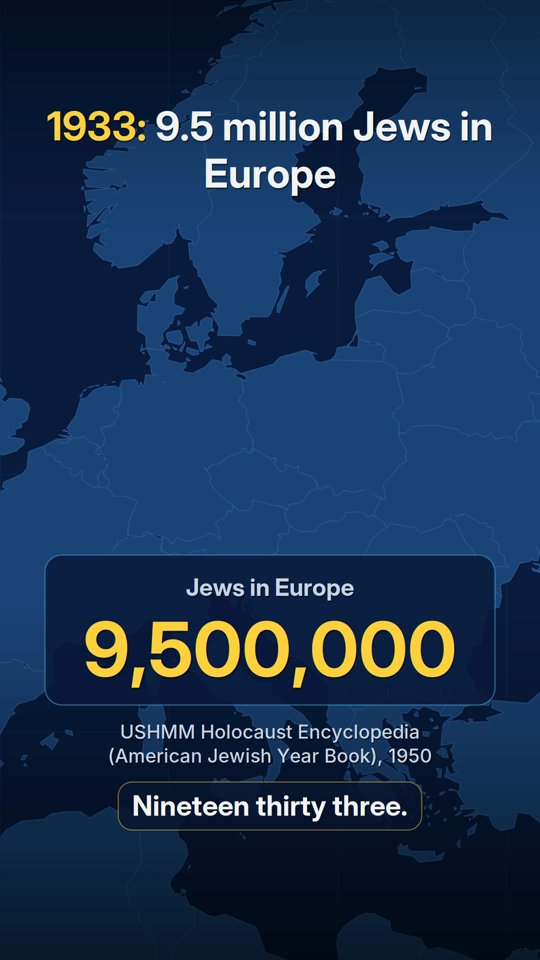 1933: 9.5 million Jews in
Europe
Jews in Europe
9,500,000
USHMM Holocaust Encyclopedia
(American Jewish Year Book), 1950
Nineteen thirty three.